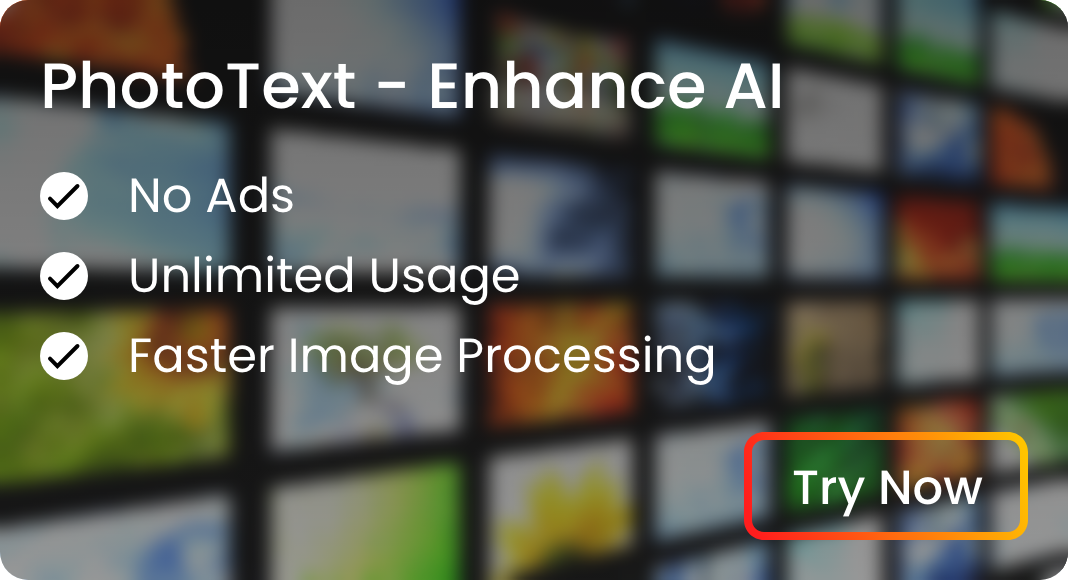 PhotoText - Enhance AI
No Ads
Unlimited Usage
Faster Image Processing
Try Now